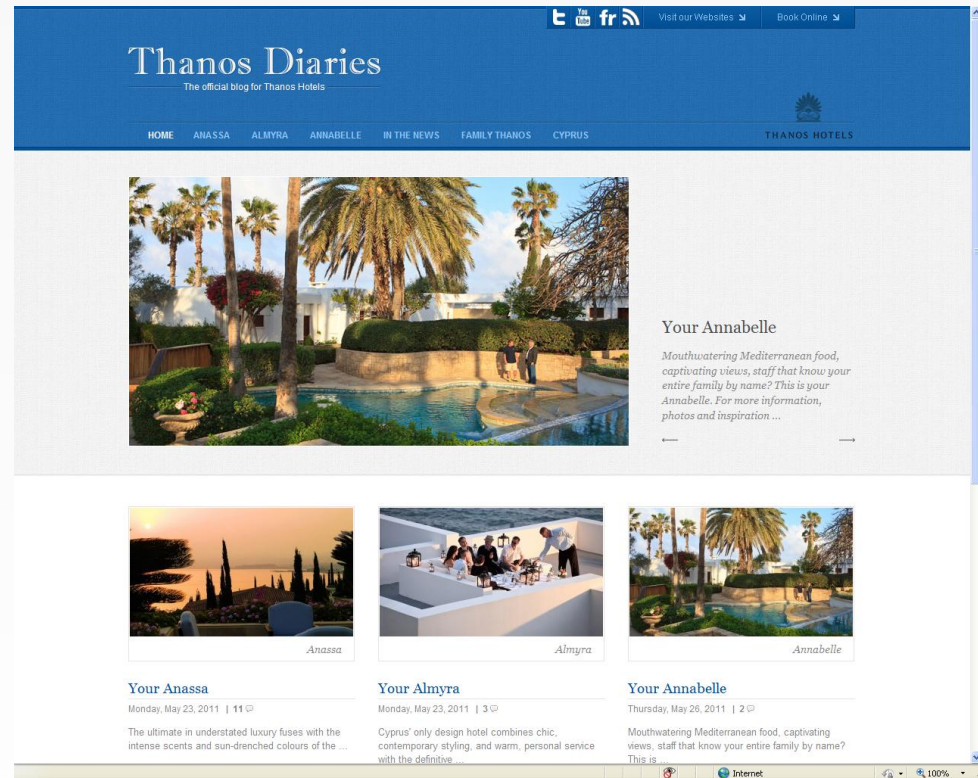 You
Tube
Visit our Websites
Book Online
Thanos Diaries
The official blog for Thanos Hotels
HOME ANASSA ALMYRA ANNABELLE IN THE NEWS FAMILY THANOS CYPRUS
THANOS HOTELS
Your Annabelle
Mouthwatering Mediterranean food,
captivating views, staff that know your
entire family by name? This is your
Annabelle. For more information,
photos and inspiration ...
Anassa
Almyra
Annabelle
Your Anassa
Monday, May 23, 2011 | 11
The ultimate in understated luxury fuses with the
intense scents and sun-drenched colours of the ...
Your Almyra
Monday, May 23, 2011 | 3
Cyprus' only design hotel combines chic,
contemporary styling, and warm, personal service
with the definitive ...
Your Annabelle
Thursday, May 26, 2011 | 2
Mouthwatering Mediterranean food, captivating
views, staff that know your entire family by name?
This is ...
Internet
100%